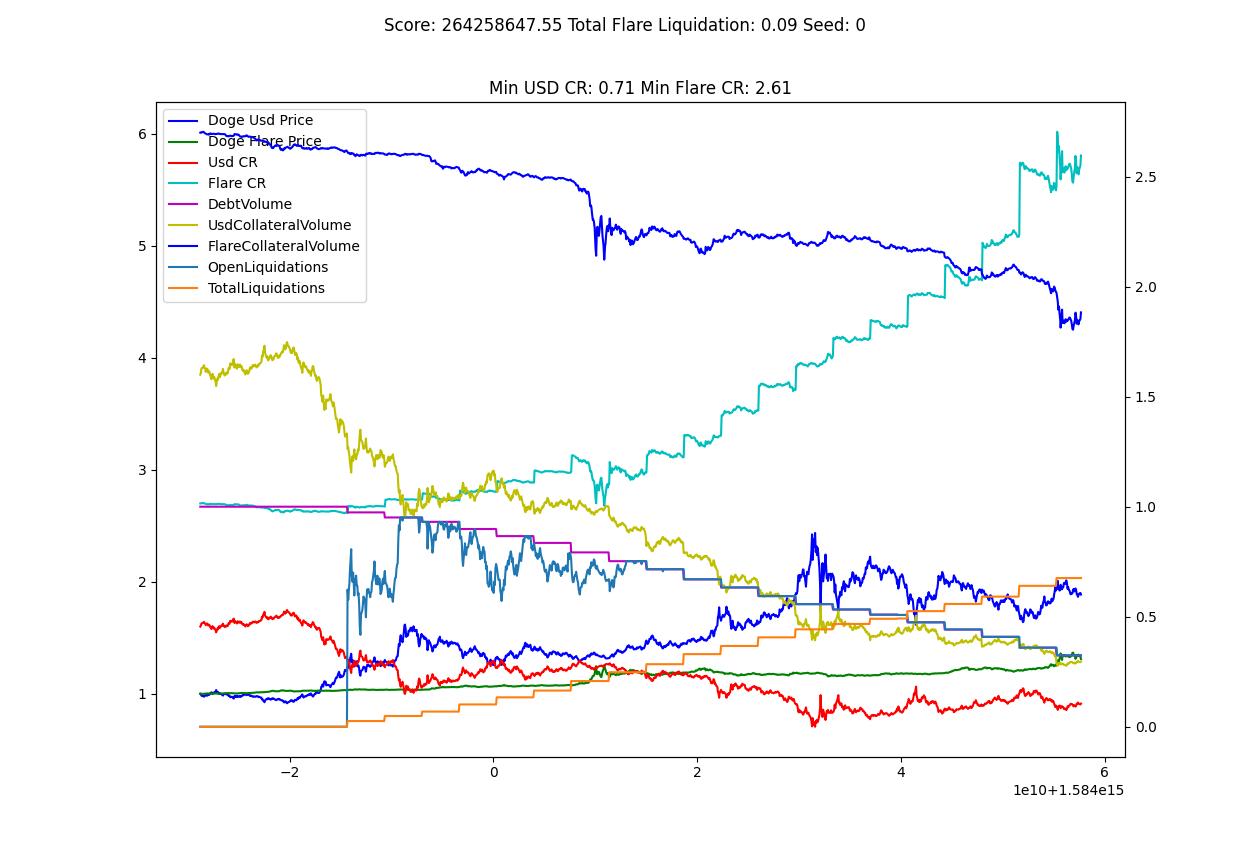 Score: 264258647.55 Total Flare Liquidation: 0.09 Seed: 0
Min USD CR: 0.71 Min Flare CR: 2.61
Doge Usd Price
Doge Flare Price
Usd CR
Flare CR
DebtVolume
UsdCollateralVolume
FlareCollateralVolume
OpenLiquidations
TotalLiquidations
6
5
4
3
2
1
2.5
2.0
1.5
1.0
0.5
0.0
−2 0 2 4 6
1e10+1.584e15